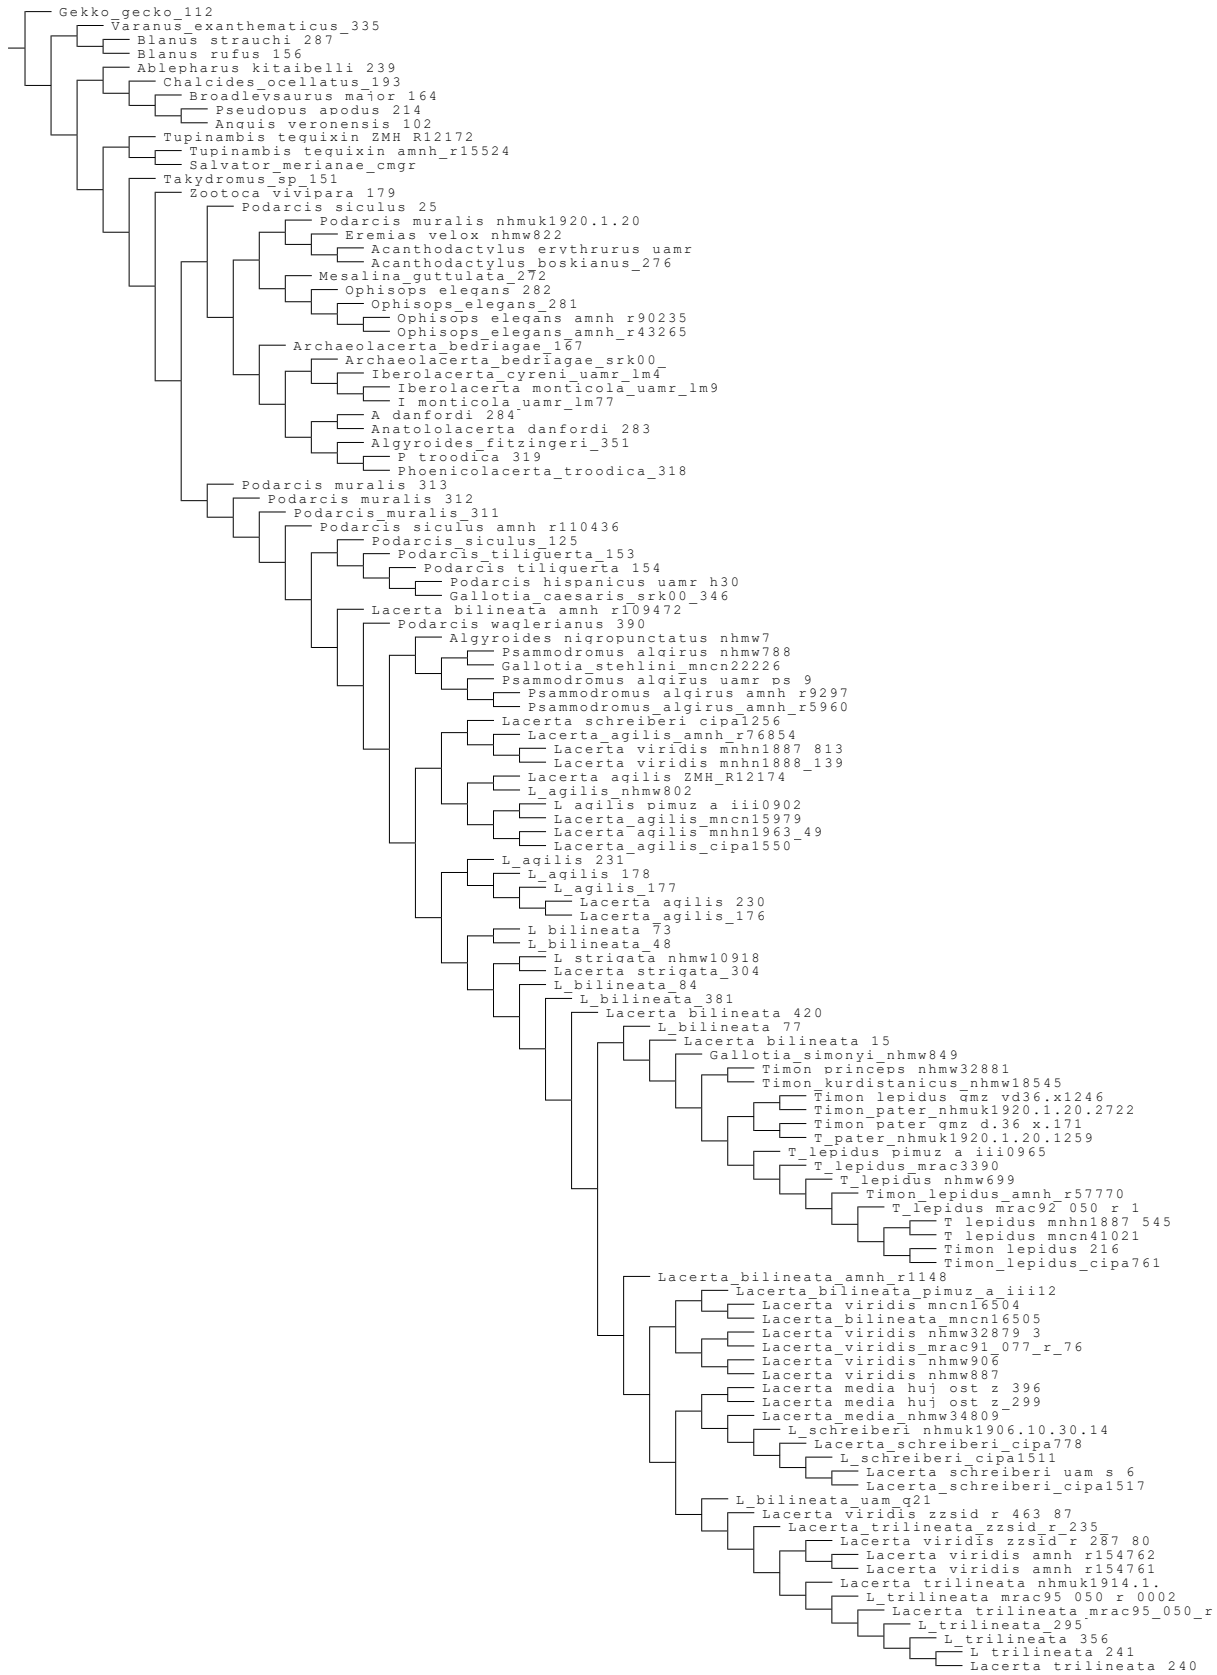 Gekko_gecko_112
Varanus_exanthematicus_335
Blanus_strauchi_287
Blanus_rufus_156
Ablepharus_kitaibelli_239
Chalcides_ocellatus_193
Broadleysaurus_major_164
Pseudopus_apodus_214
Anguis_veronensis_102
Tupinambis_teguixin_ZMH_R12172
Tupinambis_teguixin_amnh_r15524
Salvator_merianae_cmgr
Takydromus_sp_151
Zootoca_vivipara_179
Podarcis_siculus_25
Podarcis_muralis_nhmuk1920.1.20
Eremias_velox_nhmw822
Acanthodactylus_erythrurus_uamr
Acanthodactylus_boskianus_276
Mesalina_guttulata_272
Ophisops_elegans_282
Ophisops_elegans_281
Ophisops_elegans_amnh_r90235
Ophisops_elegans_amnh_r43265
Archaeolacerta_bedriagae_167
Archaeolacerta_bedriagae_srk00_
Iberolacerta_cyreni_uamr_lm4
Iberolacerta_monticola_uamr_lm9
I_monticola_uamr_lm77
A_danfordi_284
Anatololacerta_danfordi_283
Algyroides_fitzingeri_351
P_troodica_319
Phoenicolacerta_troodica_318
Podarcis_muralis_313
Podarcis_muralis_312
Podarcis_muralis_311
Podarcis_siculus_amnh_r110436
Podarcis_siculus_125
Podarcis_tiliguerta_153
Podarcis_tiliguerta_154
Podarcis_hispanicus_uamr_h30
Gallotia_caesaris_srk00_346
Lacerta_bilineata_amnh_r109472
Podarcis_waglerianus_390
Algyroides_nigropunctatus_nhmw7
Psammodromus_algirus_nhmw788
Gallotia_stehlini_mncn22226
Psammodromus_algirus_uamr_ps_9
Psammodromus_algirus_amnh_r9297
Psammodromus_algirus_amnh_r5960
Lacerta_schreiberi_cipa1256
Lacerta_agilis_amnh_r76854
Lacerta_viridis_mnhn1887_813
Lacerta_viridis_mnhn1888_139
Lacerta_agilis_ZMH_R12174
L_agilis_nhmw802
L_agilis_pimuz_a_iii0902
Lacerta_agilis_mncn15979
Lacerta_agilis_mnhn1963_49
Lacerta_agilis_cipa1550
L_agilis_231
L_agilis_178
L_agilis_177
Lacerta_agilis_230
Lacerta_agilis_176
L_bilineata_73
L_bilineata_48
L_strigata_nhmw10918
Lacerta_strigata_304
L_bilineata_84
L_bilineata_381
Lacerta_bilineata_420
L_bilineata_77
Lacerta_bilineata_15
Gallotia_simonyi_nhmw849
Timon_princeps_nhmw32881
Timon_kurdistanicus_nhmw18545
Timon_lepidus_gmz_vd36.x1246
Timon_pater_nhmuk1920.1.20.2722
Timon_pater_gmz_d.36_x.171
T_pater_nhmuk1920.1.20.1259
T_lepidus_pimuz_a_iii0965
T_lepidus_mrac3390
T_lepidus_nhmw699
Timon_lepidus_amnh_r57770
T_lepidus_mrac92_050_r_1
T_lepidus_mnhn1887_545
T_lepidus_mncn41021
Timon_lepidus_216
Timon_lepidus_cipa761
Lacerta_bilineata_amnh_r1148
Lacerta_bilineata_pimuz_a_iii12
Lacerta_viridis_mncn16504
Lacerta_bilineata_mncn16505
Lacerta_viridis_nhmw32879_3
Lacerta_viridis_mrac91_077_r_76
Lacerta_viridis_nhmw906
Lacerta_viridis_nhmw887
Lacerta_media_huj_ost_z_396
Lacerta_media_huj_ost_z_299
Lacerta_media_nhmw34809
L_schreiberi_nhmuk1906.10.30.14
Lacerta_schreiberi_cipa778
L_schreiberi_cipa1511
Lacerta_schreiberi_uam_s_6
Lacerta_schreiberi_cipa1517
L_bilineata_uam_q21
Lacerta_viridis_zzsid_r_463_87
Lacerta_trilineata_zzsid_r_235_
Lacerta_viridis_zzsid_r_287_80
Lacerta_viridis_amnh_r154762
Lacerta_viridis_amnh_r154761
Lacerta_trilineata_nhmuk1914.1.
L_trilineata_mrac95_050_r_0002
Lacerta_trilineata_mrac95_050_r
L_trilineata_295
L_trilineata_356
L_trilineata_241
Lacerta_trilineata_240